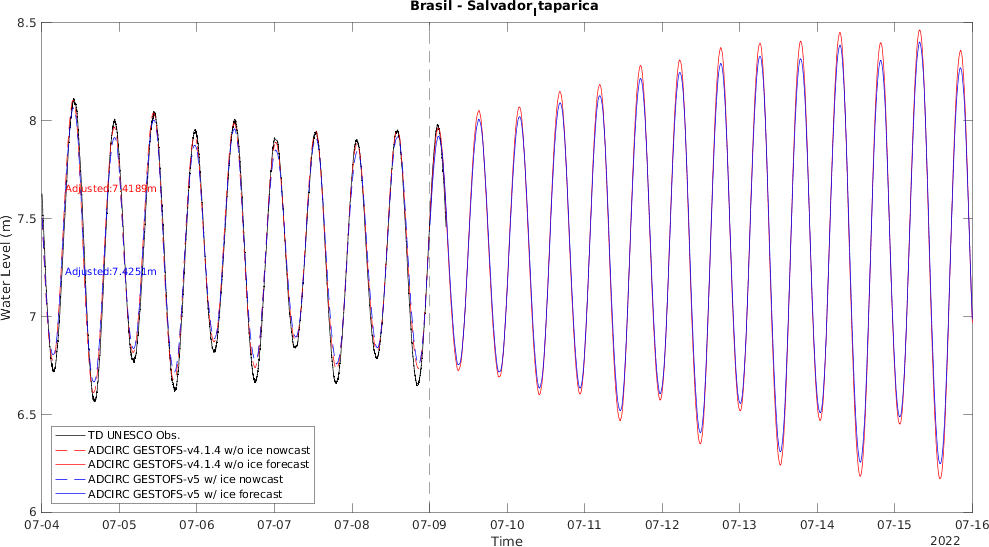 Brasil - Salvador_Itaparica
8.5
8
7.5
7
6.5
6
Water Level (m)
Adjusted:7.4189m
Adjusted:7.4251m
TD UNESCO Obs.
ADCIRC GESTOFS-v4.1.4 w/o ice nowcast
ADCIRC GESTOFS-v4.1.4 w/o ice forecast
ADCIRC GESTOFS-v5 w/ ice nowcast
ADCIRC GESTOFS-v5 w/ ice forecast
07-04 07-05 07-06 07-07 07-08 07-09 07-10 07-11 07-12 07-13 07-14 07-15 07-16
Time
2022